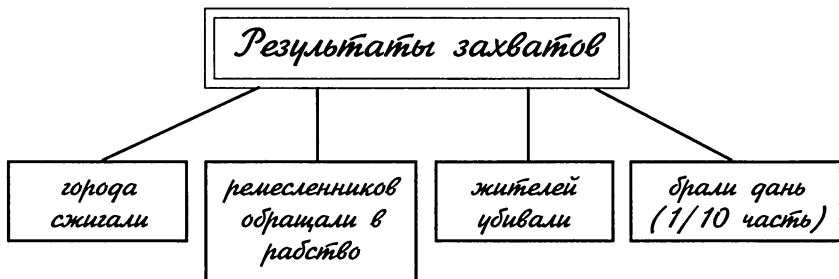 Результаты захватов
города
сжигали
ремесленников
обращали в
рабство
жителей
убивали
брали дань
(1/10 часть)